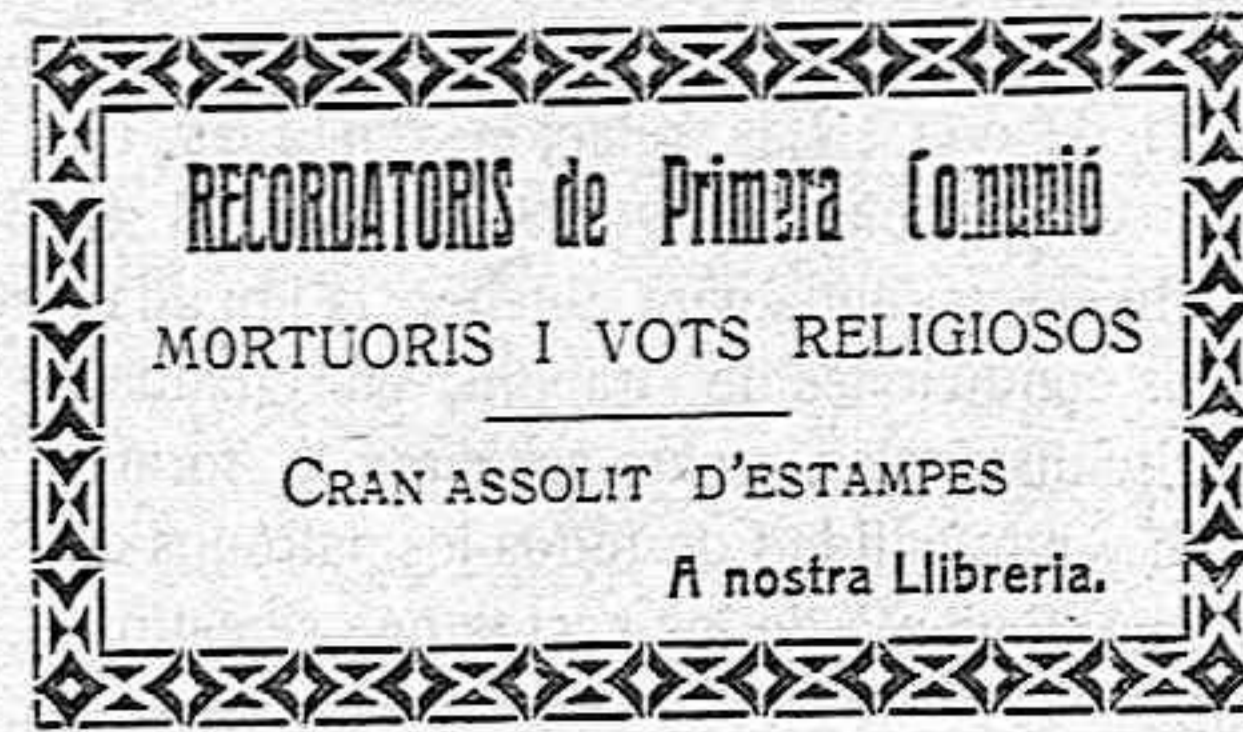 RECORDATORIS de Primera Comunió
MORTUORIS I VOTS RELIGIOSOS
CRAN ASSOLIT D'ESTAMPES
A nostra Llibreria.